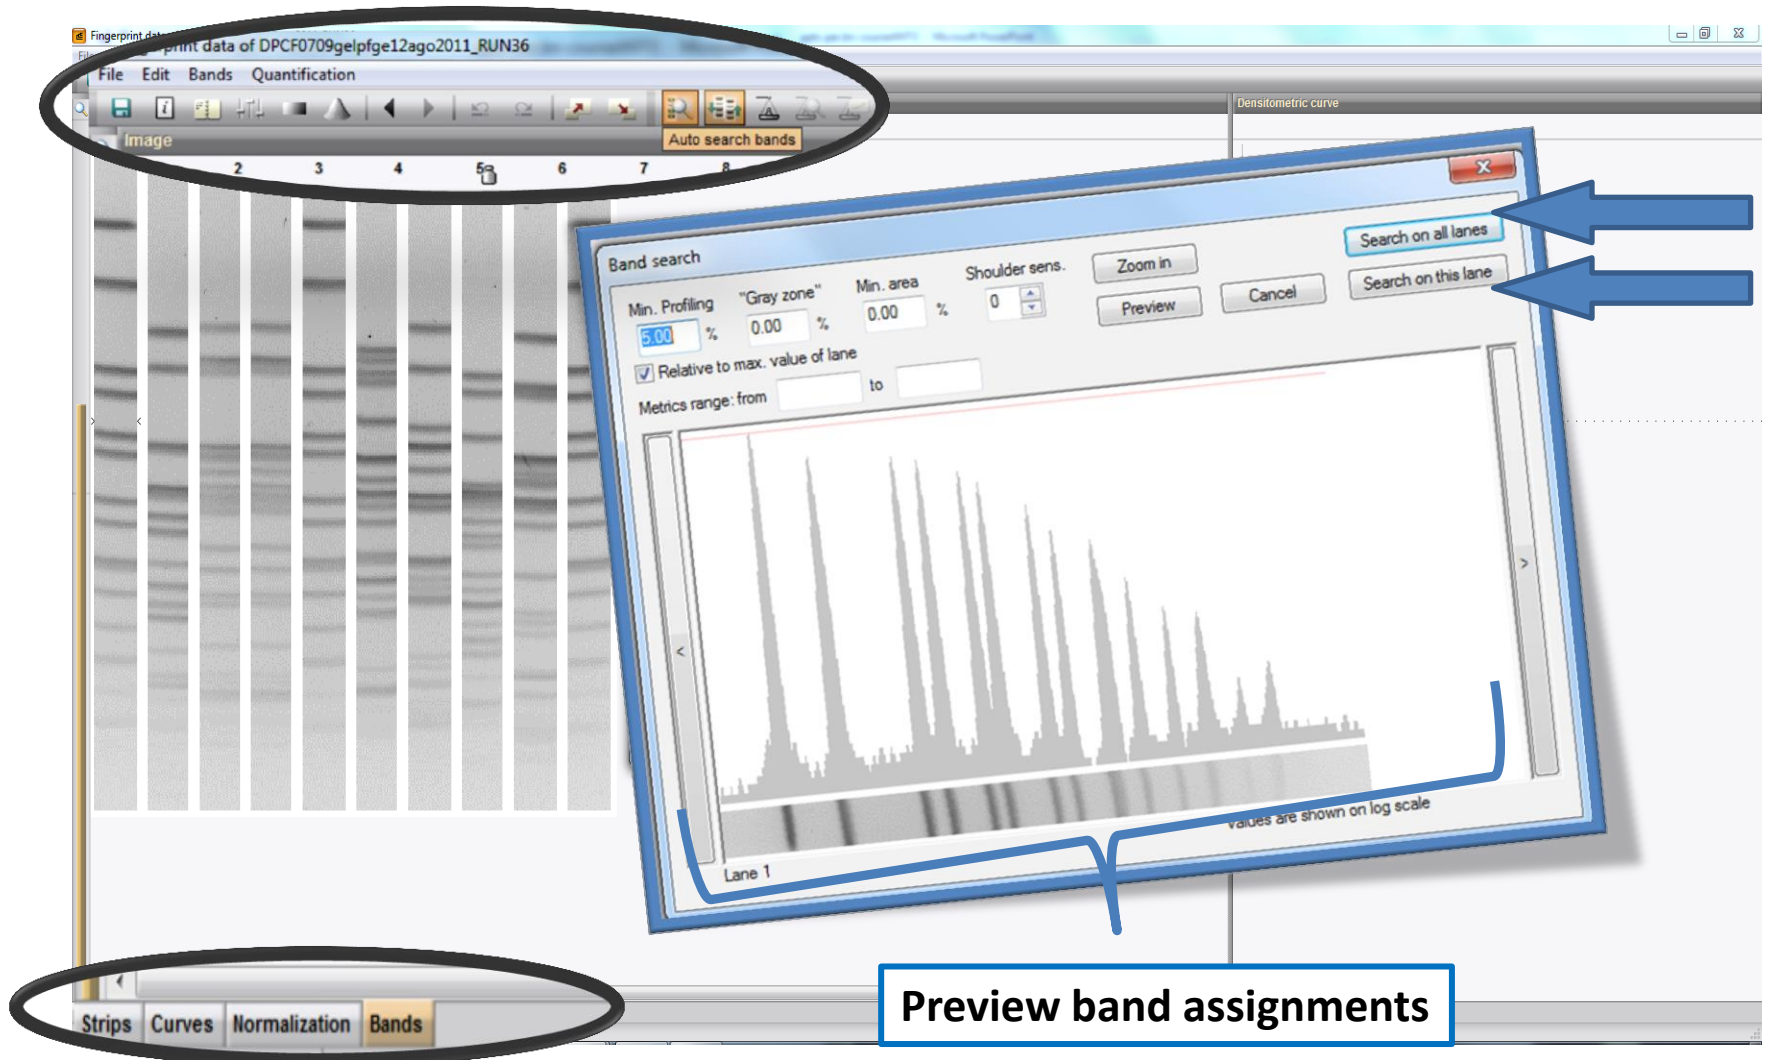 Fingerprint data
print data of DPCF0709gelpfge12ago2011_RUN36
File Edit Bands Quantification
Auto search bands
Image
2 3 4 5 6 7 8
Densitometric curve
Band search
Min. Profiling "Gray zone" Min. area Shoulder sens. Zoom in Search on all lanes
5.00 % 0.00 % 0.00 % 0 Preview Cancel Search on this lane
Relative to max. value of lane
Metrics range: from to
<
>
Lane 1
values are shown on log scale
Preview band assignments
Strips Curves Normalization Bands